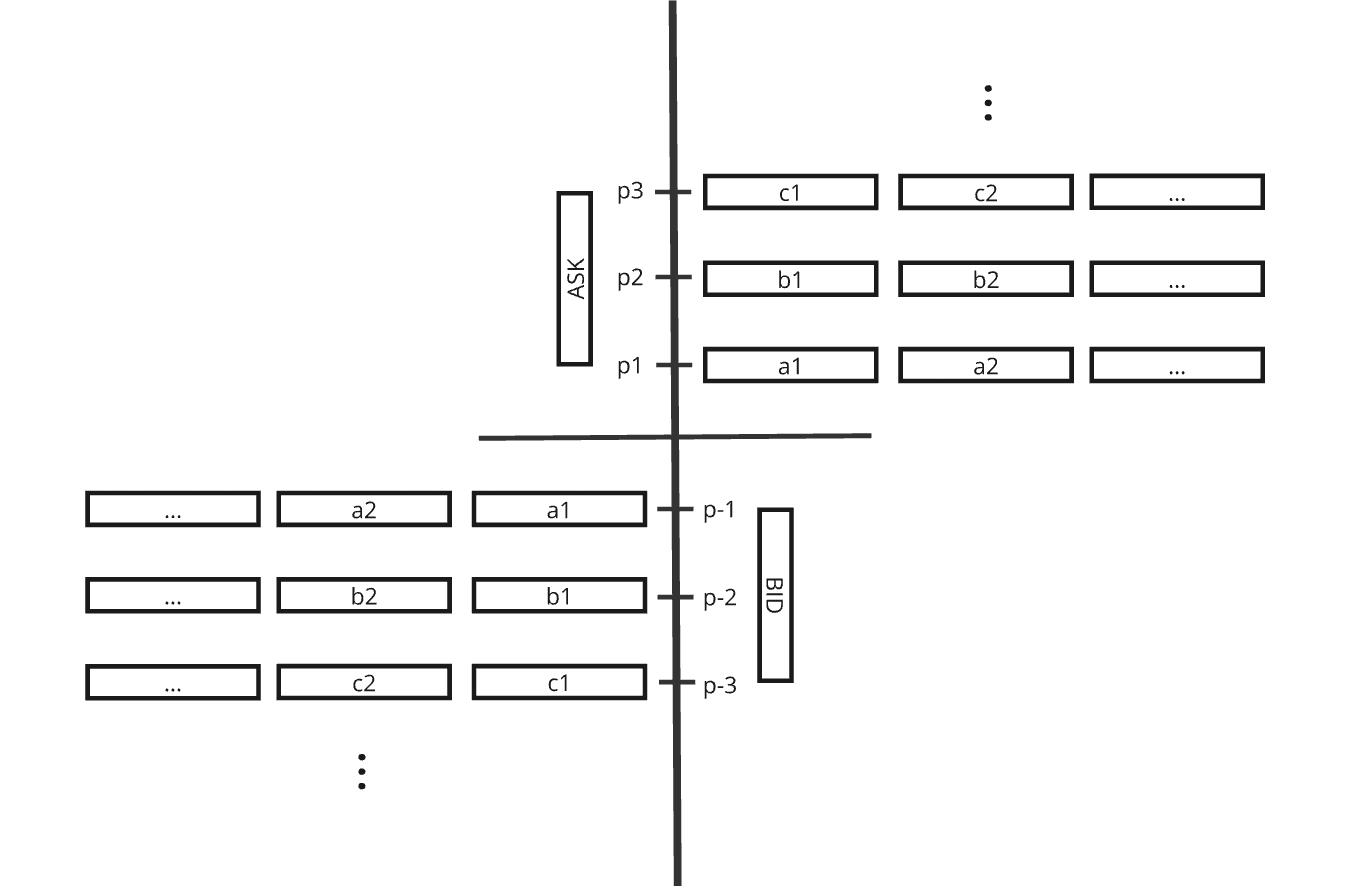 p3 c1 c2 ...
ASK
p2 b1 b2 ...
p1 a1 a2 ...
... a2 a1 p-1
... b2 b1 p-2
BID
... c2 c1 p-3